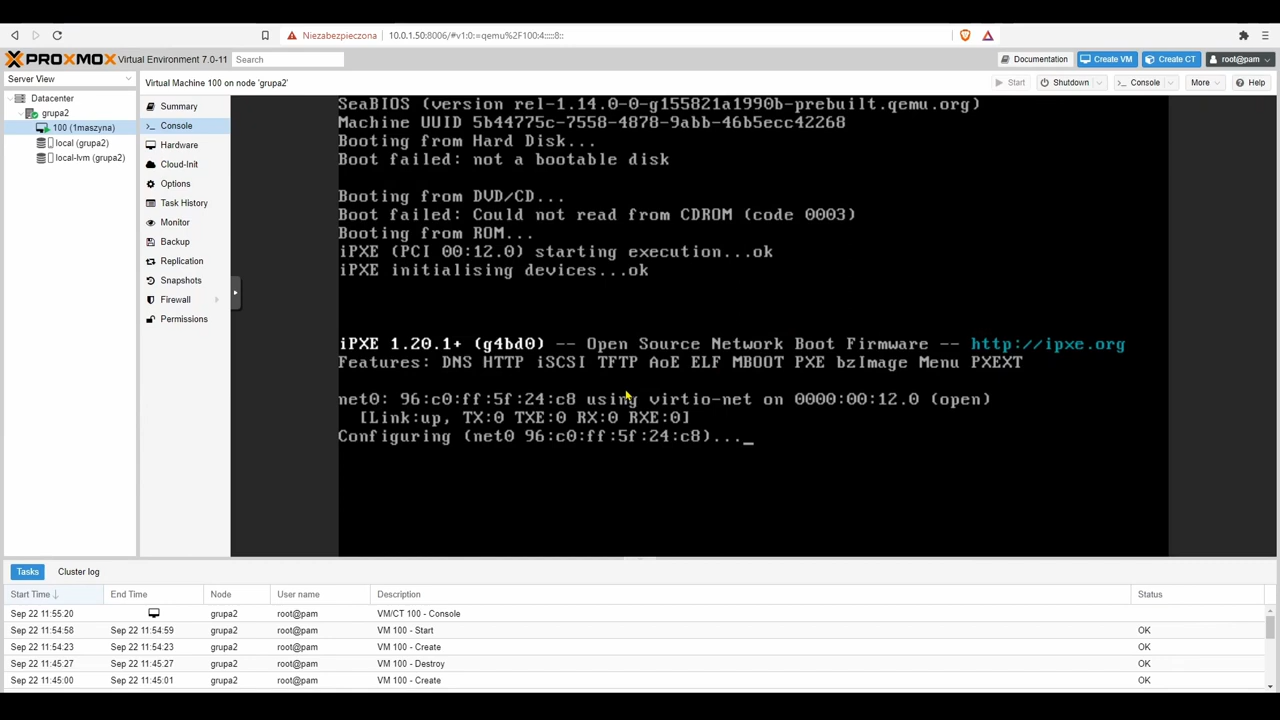 Niezabezpieczona 10.0.1.50:8006/#v1:0:=qemu%2F100:4:::::8::
PROXMOX Virtual Environment 7.0-11 Search Documentation Create VM Create CT root@pam
Server View Virtual Machine 100 on node 'grupa2' Start Shutdown Console More Help
Datacenter
grupa2
100 (1maszyna)
local (grupa2)
local-lvm (grupa2)
Summary
Console
Hardware
Cloud-Init
Options
Task History
Monitor
Backup
Replication
Snapshots
Firewall
Permissions
SeaBIOS (version rel-1.14.0-0-g155821a1990b-prebuilt.qemu.org)
Machine UUID 5b44775c-7558-4878-9abb-46b5ecc42268
Booting from Hard Disk...
Boot failed: not a bootable disk
Booting from DVD/CD...
Boot failed: Could not read from CDROM (code 0003)
Booting from ROM...
iPXE (PCI 00:12.0) starting execution...ok
iPXE initialising devices...ok
iPXE 1.20.1+ (g4bd0) -- Open Source Network Boot Firmware -- http://ipxe.org
Features: DNS HTTP iSCSI TFTP AoE ELF MBOOT PXE bzImage Menu PXEXT
net0: 96:c0:ff:5f:24:c8 using virtio-net on 0000:00:12.0 (open)
[Link:up, TX:0 TXE:0 RX:0 RXE:0]
Configuring (net0 96:c0:ff:5f:24:c8)..._
Tasks Cluster log
Start Time End Time Node User name Description Status
Sep 22 11:55:20 grupa2 root@pam VM/CT 100 - Console
Sep 22 11:54:58 Sep 22 11:54:59 grupa2 root@pam VM 100 - Start OK
Sep 22 11:54:23 Sep 22 11:54:23 grupa2 root@pam VM 100 - Create OK
Sep 22 11:45:27 Sep 22 11:45:27 grupa2 root@pam VM 100 - Destroy OK
Sep 22 11:45:00 Sep 22 11:45:01 grupa2 root@pam VM 100 - Create OK